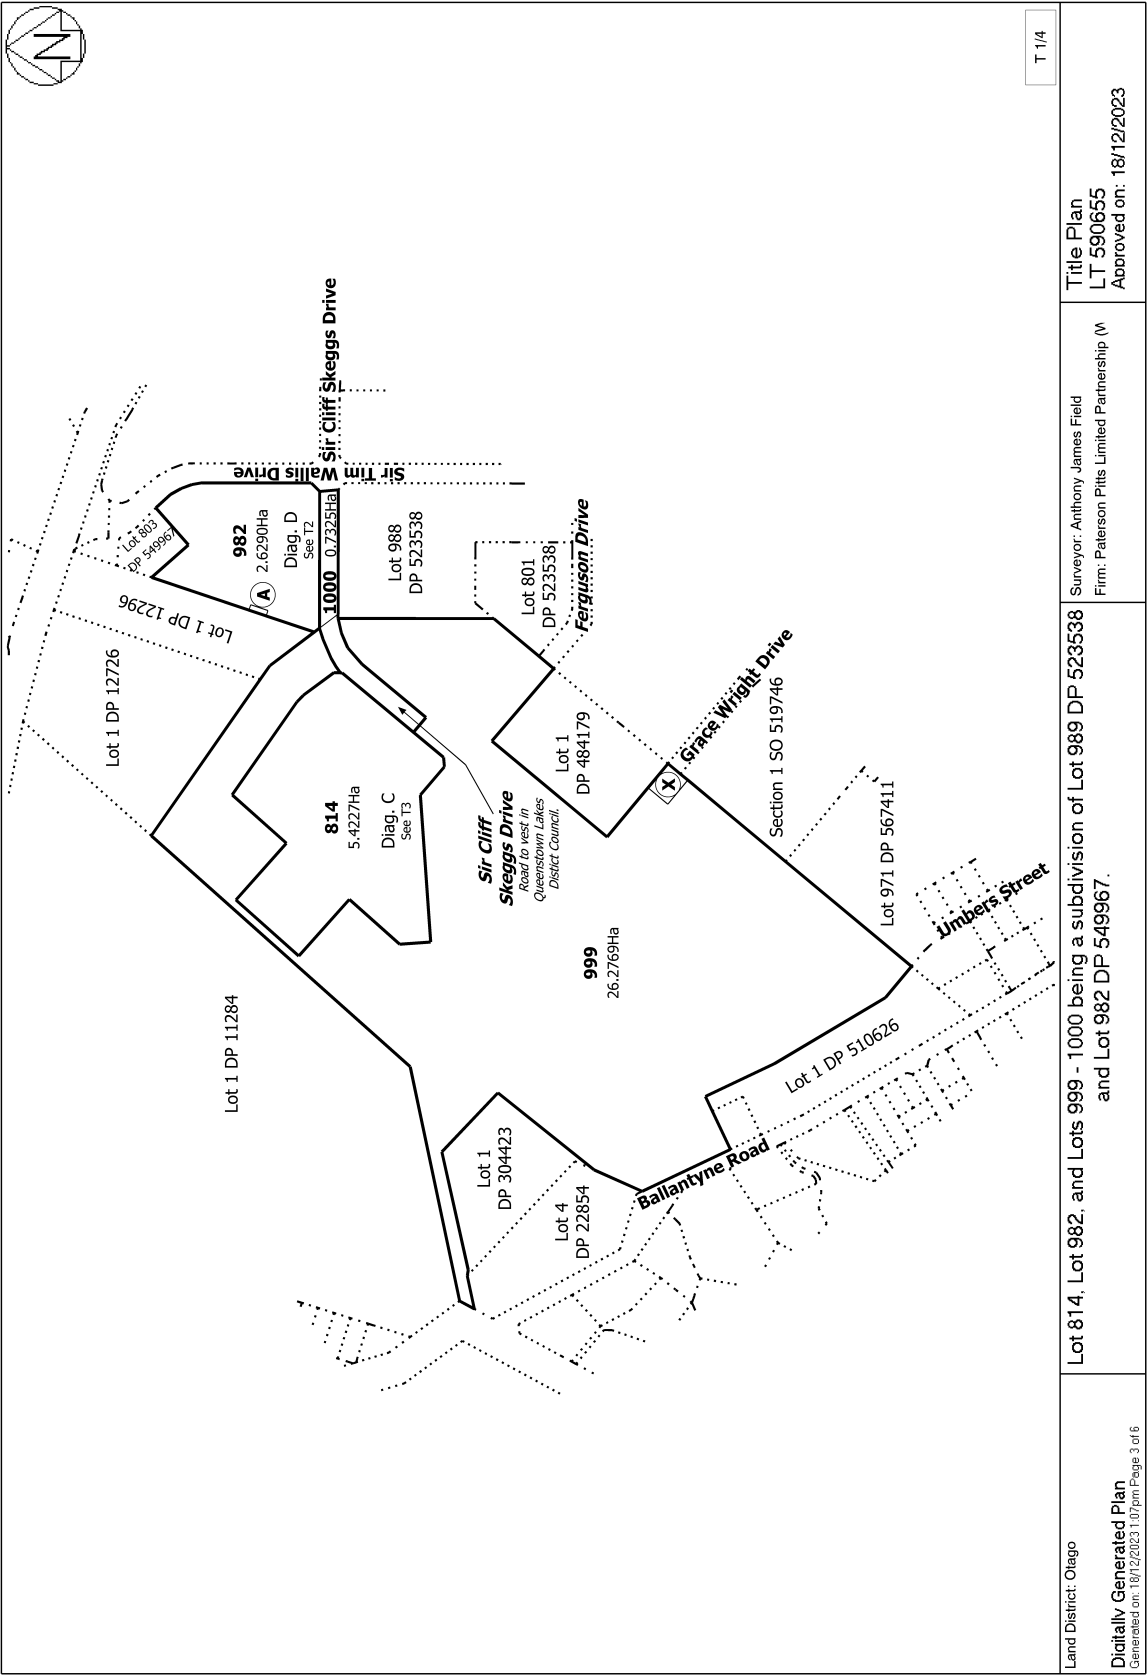 N
T 1/4
Lot 1 DP 12726
Lot 1 DP 12296
Lot 803
DP 549967
982
2.6290Ha
Diag. D
See T2
A
Sir Tim Wallis Drive
Sir Cliff Skeggs Drive
1000
0.7325Ha
Lot 988
DP 523538
Lot 801
DP 523538
Ferguson Drive
Lot 1 DP 11284
814
5.4227Ha
Diag. C
See T3
Sir Cliff
Skeggs Drive
Road to vest in
Queenstown Lakes
Distict Council.
Lot 1
DP 484179
X
Grace Wright Drive
Section 1 SO 519746
Lot 971 DP 567411
Umbers Street
999
26.2769Ha
Lot 1 DP 510626
Lot 1
DP 304423
Lot 4
DP 22854
Ballantyne Road
Land District: Otago
Digitally Generated Plan
Generated on: 18/12/2023 1:07pm Page 3 of 6
Lot 814, Lot 982, and Lots 999 - 1000 being a subdivision of Lot 989 DP 523538
and Lot 982 DP 549967.
Surveyor: Anthony James Field
Firm: Paterson Pitts Limited Partnership (W
Title Plan
LT 590655
Approved on: 18/12/2023